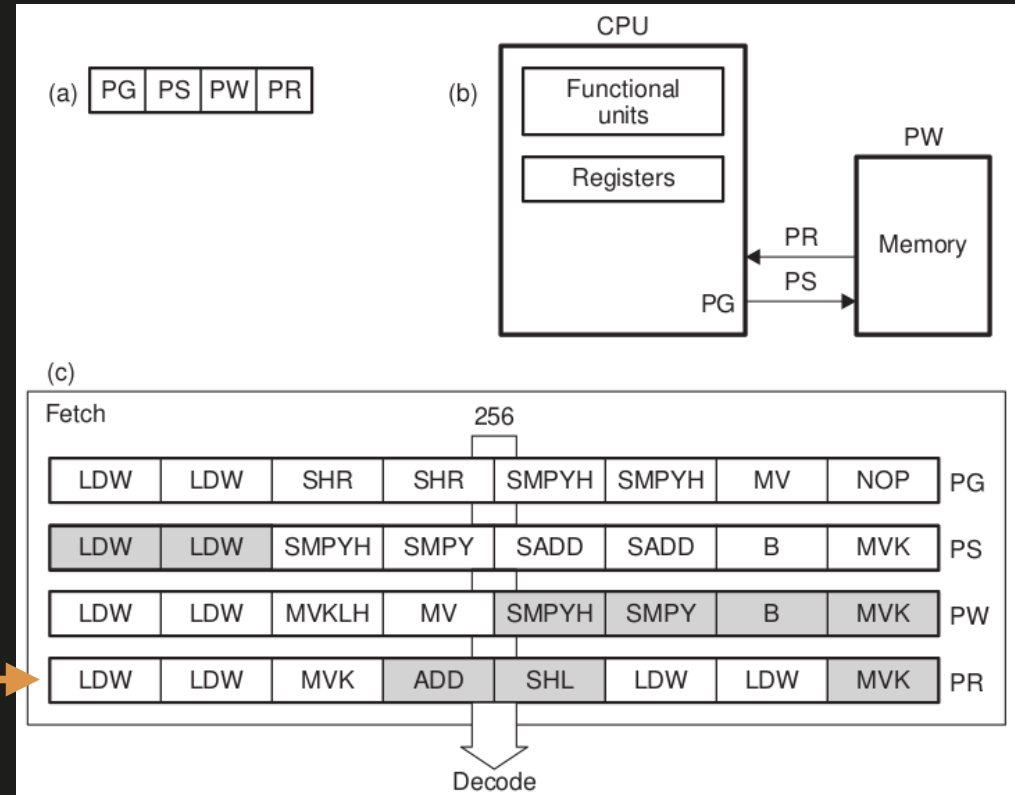 CPU
(a) PG PS PW PR
(b)
Functional
units
Registers
PW
PR
Memory
PS
PG
(c)
Fetch
256
LDW LDW SHR SHR SMPYH SMPYH MV NOP PG
LDW LDW SMPYH SMPY SADD SADD B MVK PS
LDW LDW MVKLH MV SMPYH SMPY B MVK PW
LDW LDW MVK ADD SHL LDW LDW MVK PR
Decode